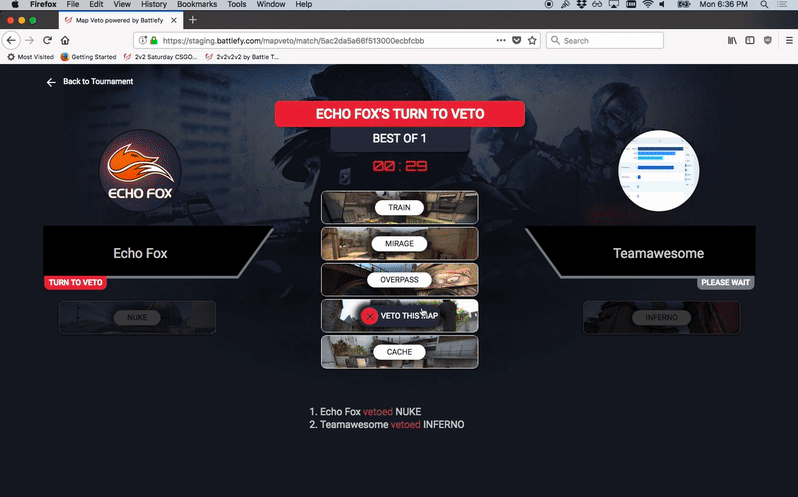 Firefox File Edit View History Bookmarks Tools Window Help
Mon 6:36 PM
Map Veto powered by Battlefy
https://staging.battlefy.com/mapveto/match/5ac2da5a66f513000ecbfcbb
Search
Most Visited
Getting Started
2v2 Saturday CSGO...
2v2v2v2 by Battle T...
Back to Tournament
ECHO FOX'S TURN TO VETO
BEST OF 1
00:29
ECHO FOX
TRAIN
MIRAGE
Echo Fox
Teamawesome
OVERPASS
TURN TO VETO
PLEASE WAIT
NUKE
VETO THIS MAP
INFERNO
CACHE
1. Echo Fox vetoed NUKE
2. Teamawesome vetoed INFERNO